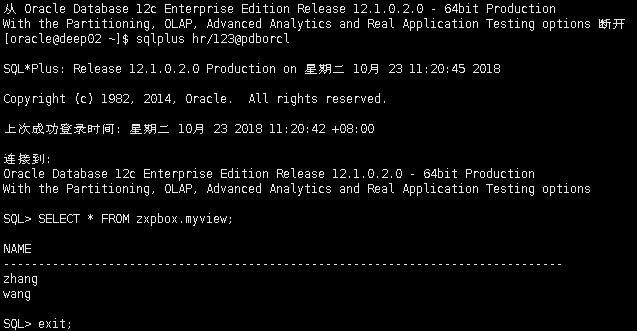 从 Oracle Database 12c Enterprise Edition Release 12.1.0.2.0 - 64bit Production
With the Partitioning, OLAP, Advanced Analytics and Real Application Testing options 断开
[oracle@deep02 ~]$ sqlplus hr/123@pdborcl
SQL*Plus: Release 12.1.0.2.0 Production on 星期二 10月 23 11:20:45 2018
Copyright (c) 1982, 2014, Oracle.  All rights reserved.
上次成功登录时间: 星期二 10月 23 2018 11:20:42 +08:00
连接到:
Oracle Database 12c Enterprise Edition Release 12.1.0.2.0 - 64bit Production
With the Partitioning, OLAP, Advanced Analytics and Real Application Testing options
SQL> SELECT * FROM zxpbox.myview;
NAME
--------------------------------------------------------------------------------
zhang
wang
SQL> exit;